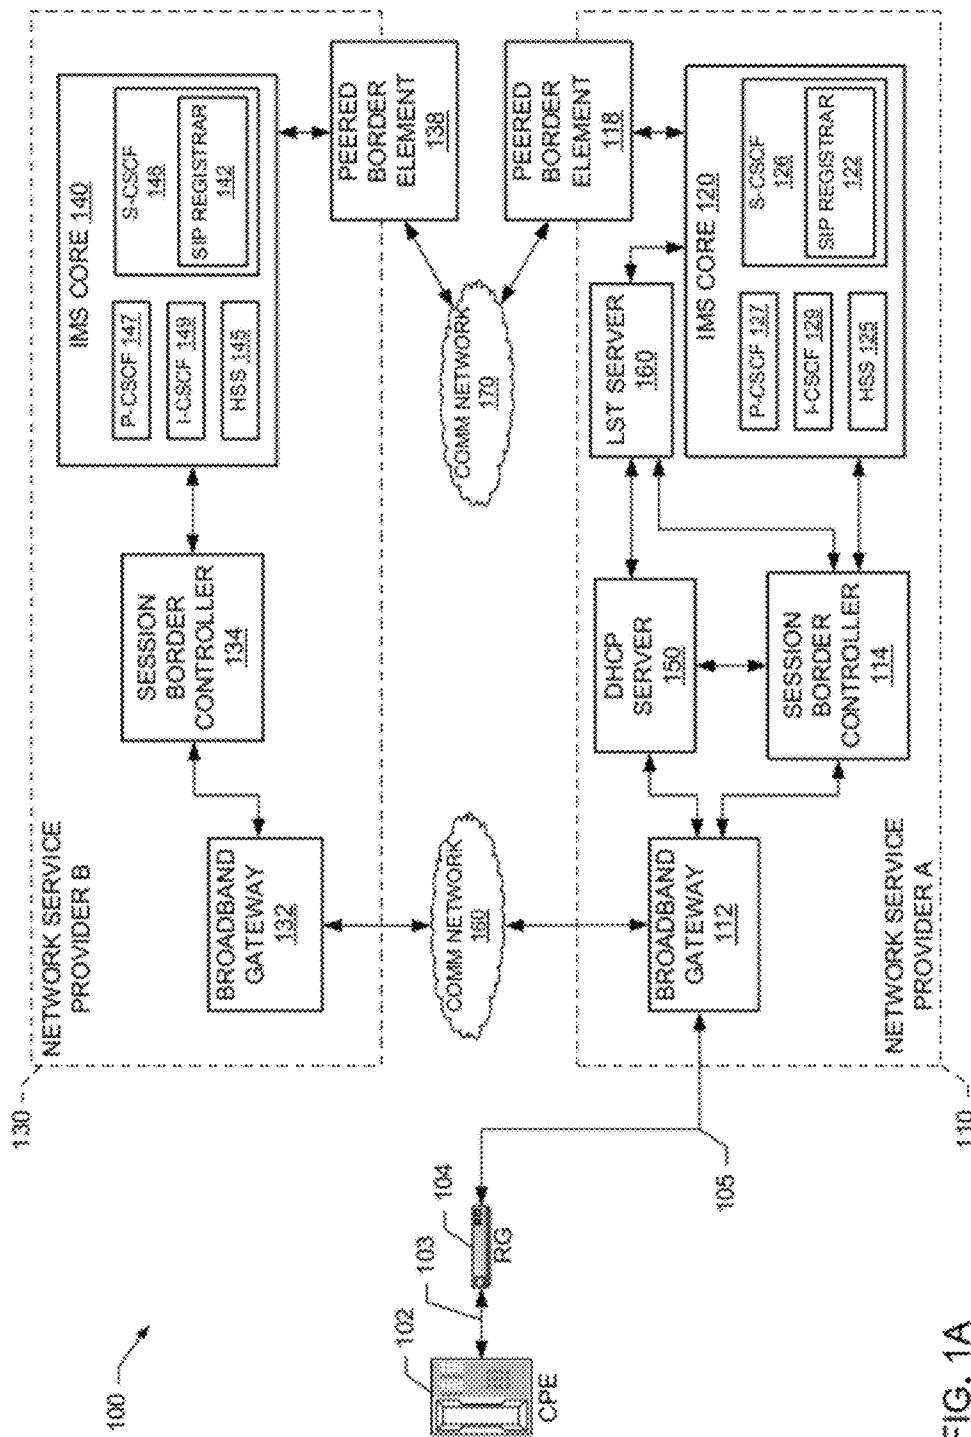 100
130
NETWORK SERVICE
PROVIDER B
BROADBAND
GATEWAY
132
SESSION
BORDER
CONTROLLER
134
IMS CORE 140
P-CSCF 147
I-CSCF 149
HSS 145
S-CSCF
146
SIP REGISTRAR
142
PEERED
BORDER
ELEMENT
138
102
103
104
CPE
RG
105
COMM NETWORK
180
COMM NETWORK
170
PEERED
BORDER
ELEMENT
118
BROADBAND
GATEWAY
112
DHCP
SERVER
150
LST SERVER
160
SESSION
BORDER
CONTROLLER
114
IMS CORE 120
P-CSCF 127
I-CSCF 129
HSS 125
S-CSCF
126
SIP REGISTRAR
122
NETWORK SERVICE
PROVIDER A
110
FIG. 1A